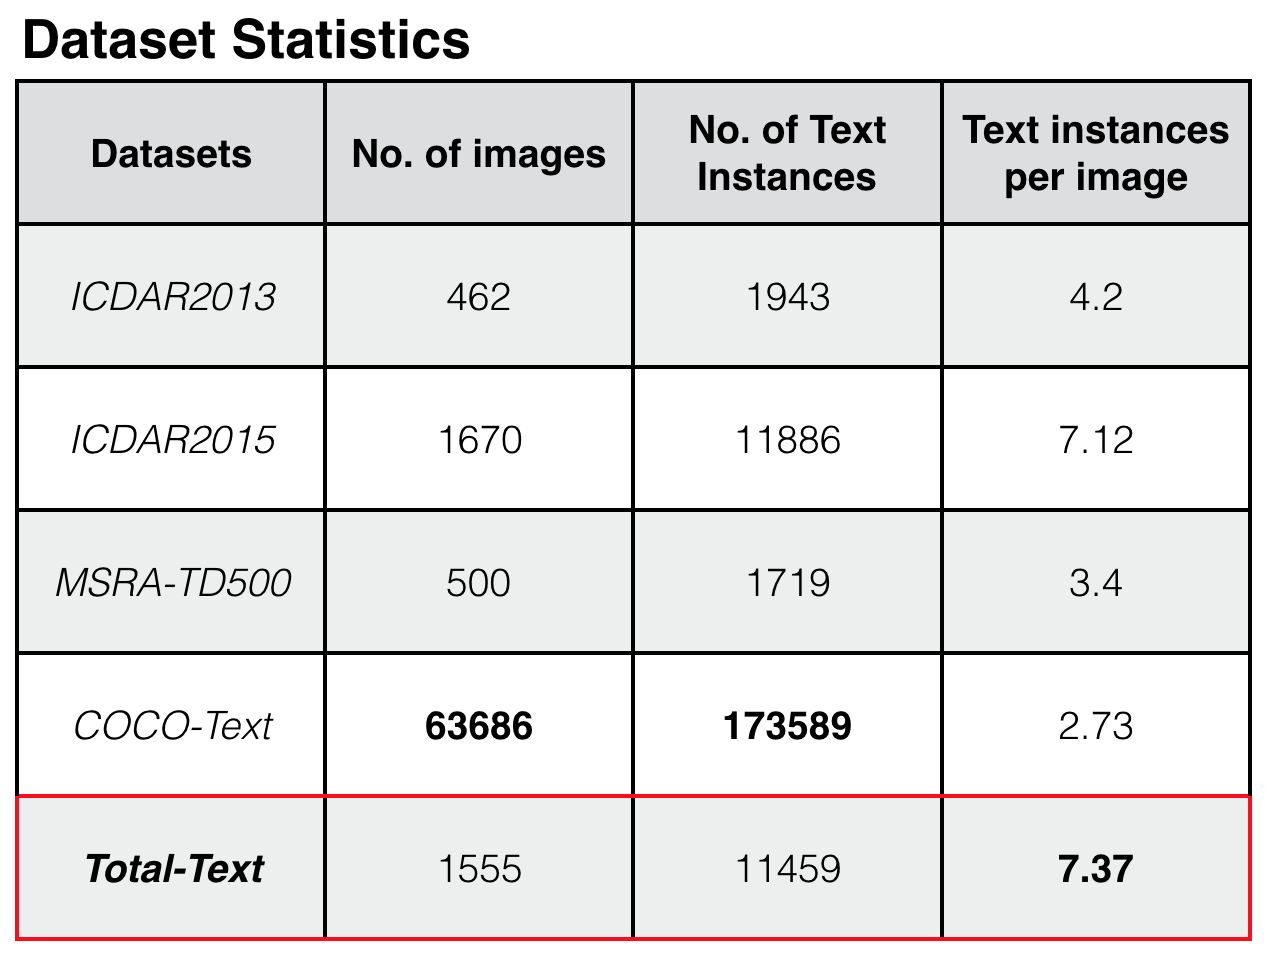 Dataset Statistics
Datasets No. of images No. of Text Instances Text instances per image
ICDAR2013 462 1943 4.2
ICDAR2015 1670 11886 7.12
MSRA-TD500 500 1719 3.4
COCO-Text 63686 173589 2.73
Total-Text 1555 11459 7.37